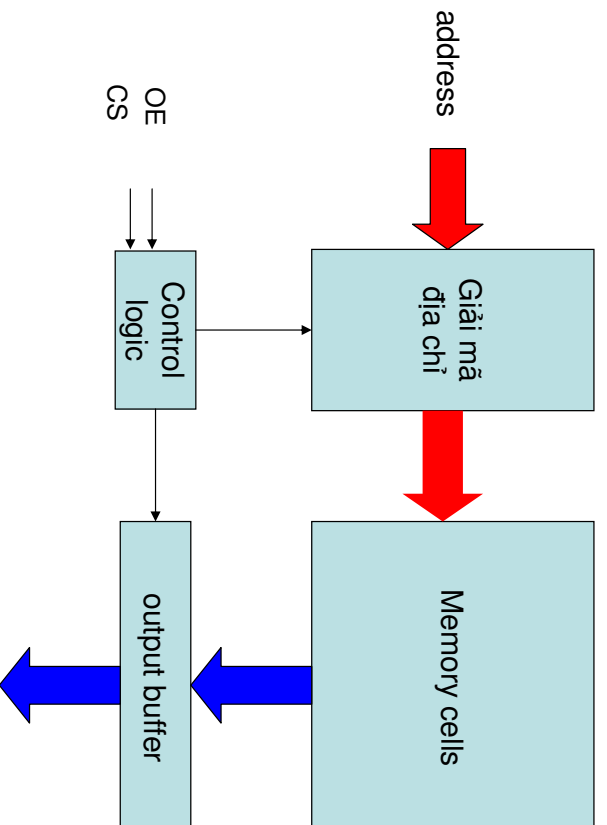 address
Giải mã
địa chỉ
Memory cells
OE
CS
Control
logic
output buffer